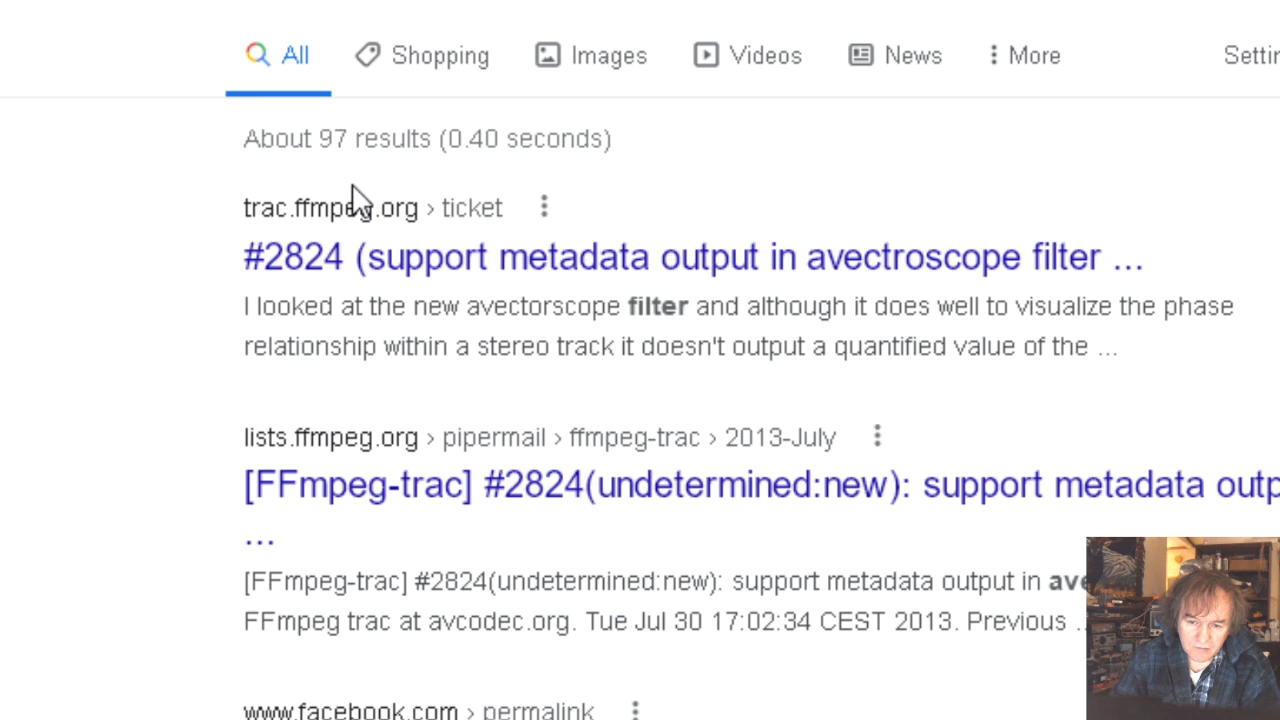 All Shopping Images Videos News More
About 97 results (0.40 seconds)
trac.ffmpeg.org › ticket
#2824 (support metadata output in avectroscope filter ...
I looked at the new avectorscope filter and although it does well to visualize the phase
relationship within a stereo track it doesn't output a quantified value of the ...
lists.ffmpeg.org › pipermail › ffmpeg-trac › 2013-July
[FFmpeg-trac] #2824(undetermined:new): support metadata
...
[FFmpeg-trac] #2824(undetermined:new): support metadata output in
FFmpeg trac at avcodec.org. Tue Jul 30 17:02:34 CEST 2013. Previous ...
www.facebook.com › permalink